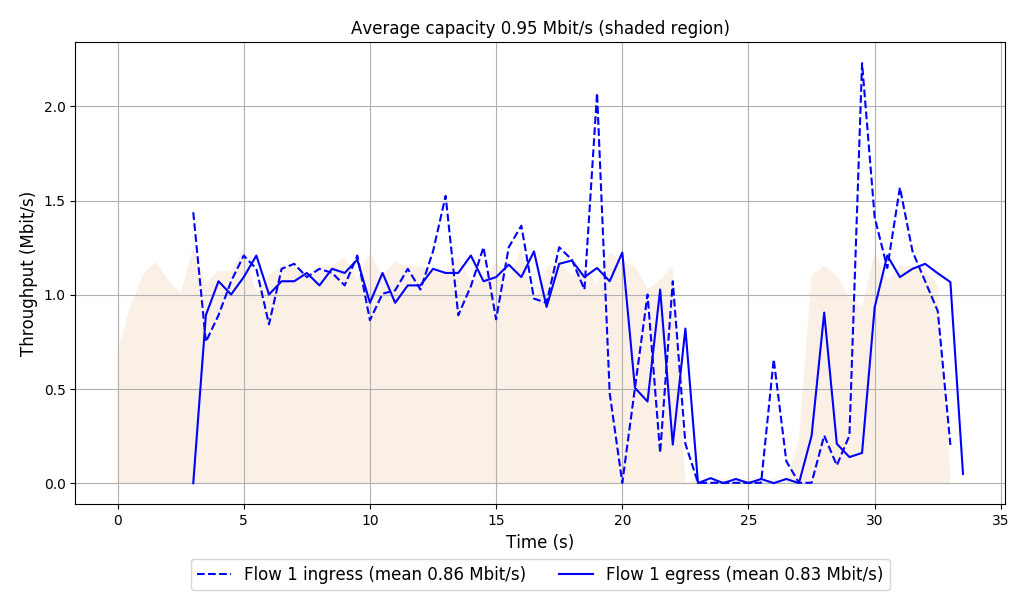 Average capacity 0.95 Mbit/s (shaded region)
Throughput (Mbit/s)
2.0
1.5
1.0
0.5
0.0
0 5 10 15 20 25 30 35
Time (s)
Flow 1 ingress (mean 0.86 Mbit/s) Flow 1 egress (mean 0.83 Mbit/s)